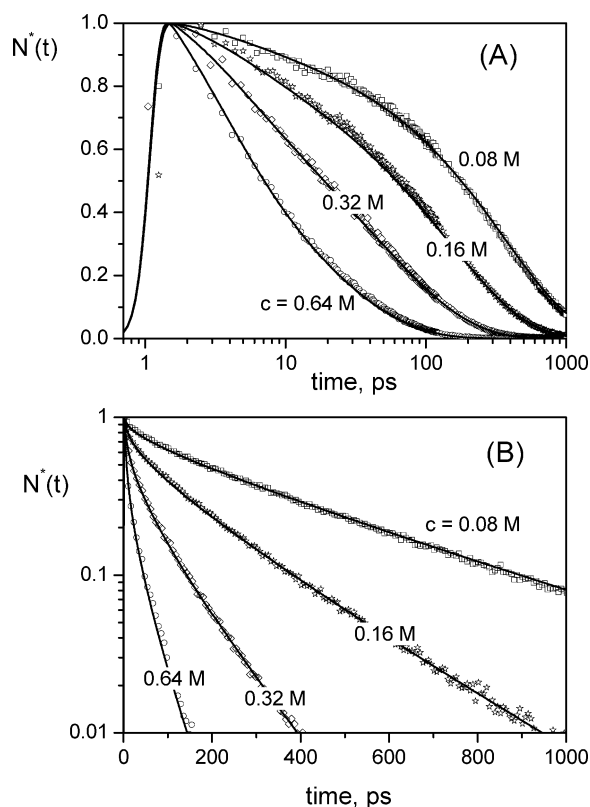 N*(t)
(A)
1.0
0.8
0.6
0.4
0.2
0.0
0.08 M
0.32 M
0.16 M
c = 0.64 M
1 10 100 1000
time, ps
N*(t)
(B)
1
0.1
0.01
c = 0.08 M
0.16 M
0.64 M
0.32 M
0 200 400 600 800 1000
time, ps